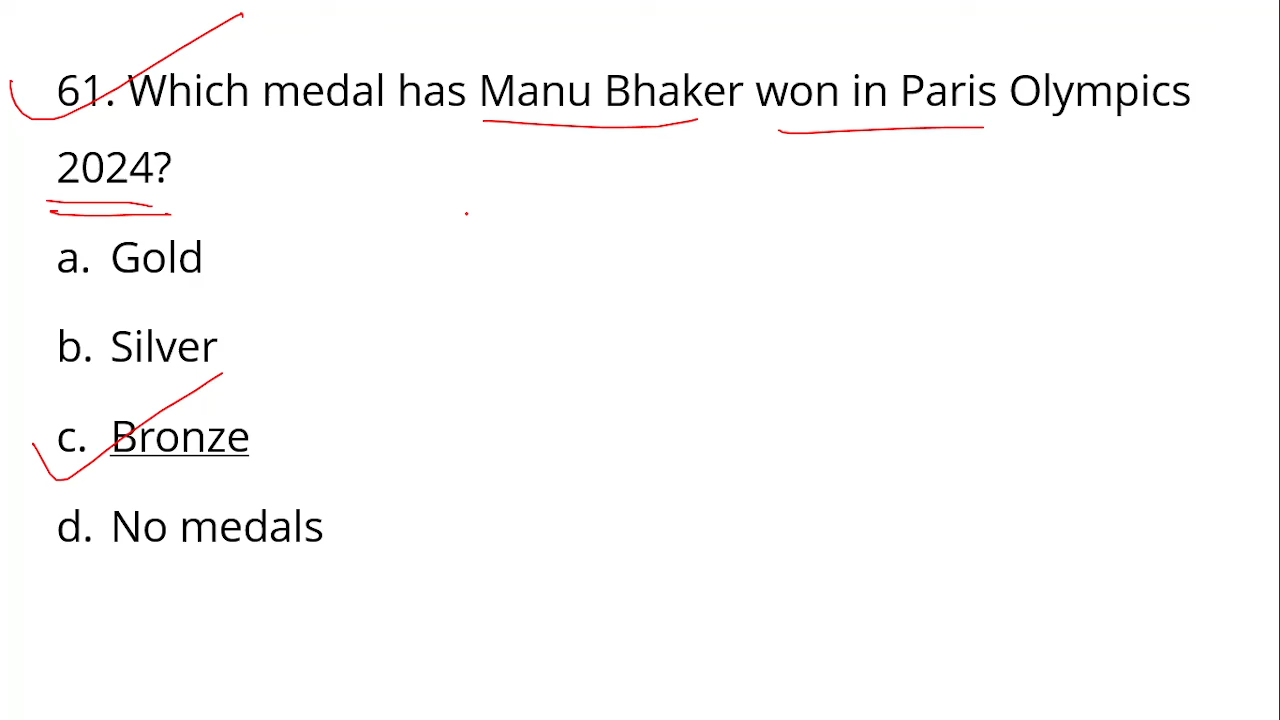 61. Which medal has Manu Bhaker won in Paris Olympics
2024?
a. Gold
b. Silver
c. Bronze
d. No medals